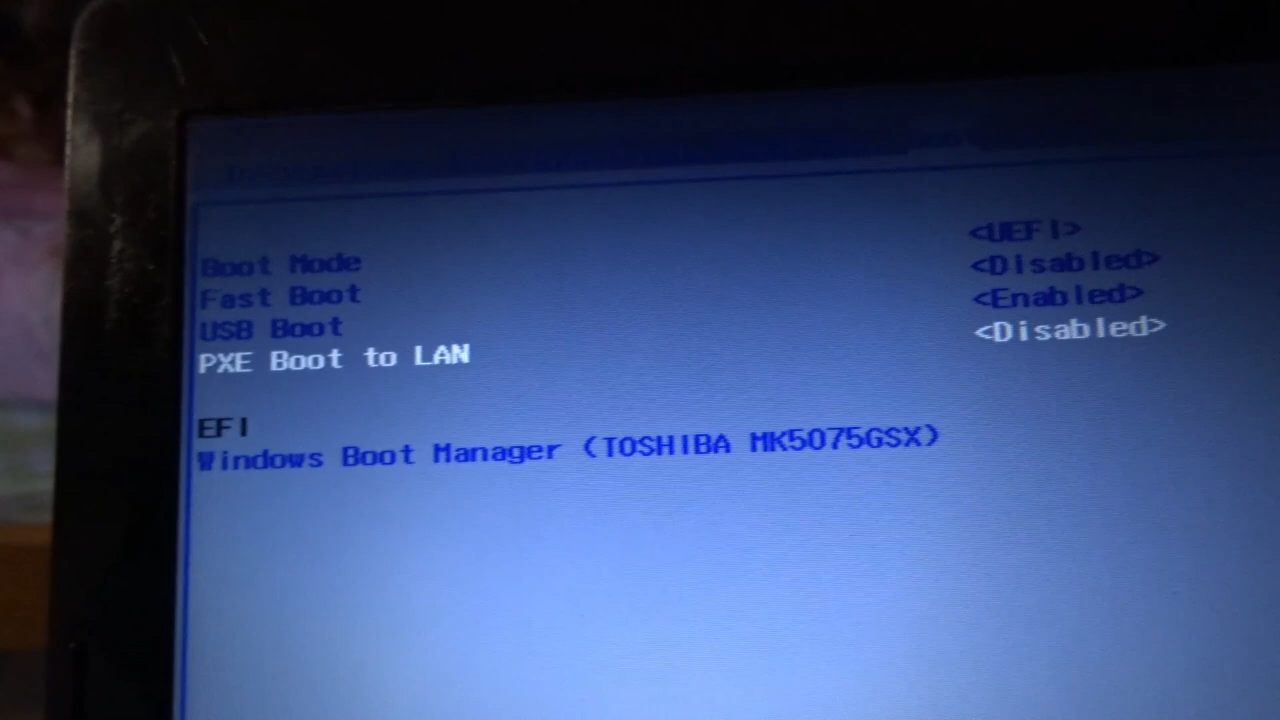 Boot Mode <UEFI>
Fast Boot <Disabled>
USB Boot <Enabled>
PXE Boot to LAN <Disabled>
EFI
Windows Boot Manager (TOSHIBA MK5075GSX)